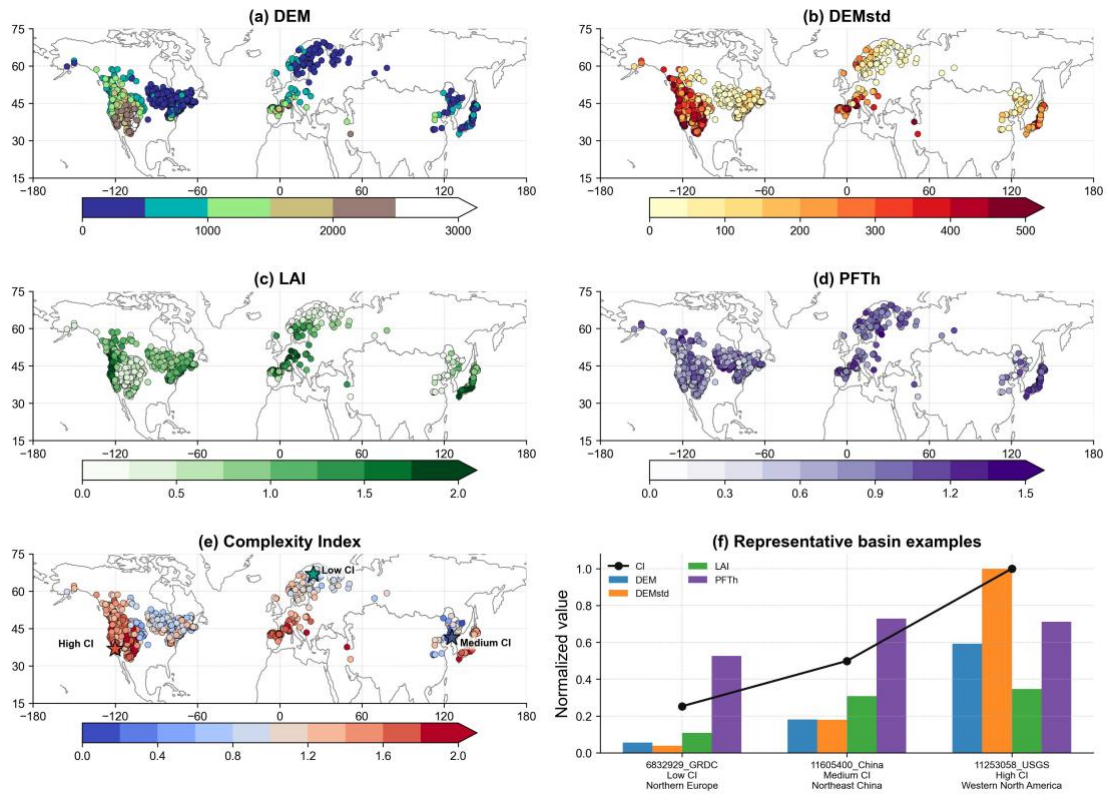 (a) DEM
75
60
45
30
15
−180 −120 −60 0 60 120 180
0 1000 2000 3000
(b) DEMstd
75
60
45
30
15
−180 −120 −60 0 60 120 180
0 100 200 300 400 500
(c) LAI
75
60
45
30
15
−180 −120 −60 0 60 120 180
0.0 0.5 1.0 1.5 2.0
(d) PFTh
75
60
45
30
15
−180 −120 −60 0 60 120 180
0.0 0.3 0.6 0.9 1.2 1.5
(e) Complexity Index
75
60
45
30
15
Low CI
High CI
Medium CI
−180 −120 −60 0 60 120 180
0.0 0.4 0.8 1.2 1.6 2.0
(f) Representative basin examples
CI LAI
DEM PFTh
DEMstd
Normalized value
1.0
0.8
0.6
0.4
0.2
0.0
6832929_GRDC
Low CI
Northern Europe
11605400_China
Medium CI
Northeast China
11253058_USGS
High CI
Western North America